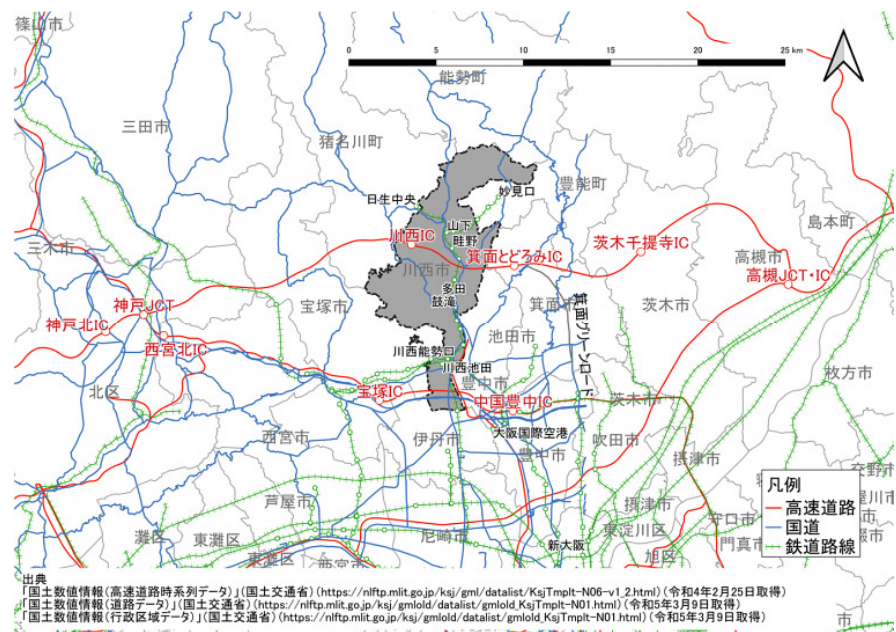 篠山市
0 5 10 15 20 25 km
能勢町
三田市
猪名川町
妙見口
豊能町
日生中央
山下
島本町
川西IC
畦野
茨木千提寺IC
三木市
箕面とどろみIC
高槻市
川西市
高槻JCT・IC
多田
神戸JCT
宝塚市
鼓滝
箕面市
茨木市
神戸北IC
箕面グリーンロード
池田市
西宮北IC
川西能勢口
川西池田
枚方市
北区
豊中市
宝塚IC
中国豊中IC
茨木市
大阪国際空港
西宮市
伊丹市
吹田市
豊中市
摂津市
交野市
凡例
芦屋市
高速道路
摂津市
国道
灘区
東灘区
尼崎市
東淀川区
守口市
鉄道路線
新大阪
門真市
東灘区
西宮市
旭区
出典
「国土数値情報(高速道路時系列データ)」(国土交通省)(https://nlftp.mlit.go.jp/ksj/gml/datalist/KsjTmplt-N06-v1_2.html)(令和4年2月25日取得)
「国土数値情報(道路データ)」(国土交通省)(https://nlftp.mlit.go.jp/ksj/gmlold/datalist/gmlold_KsjTmplt-N01.html)(令和5年3月9日取得)
「国土数値情報(行政区域データ)」(国土交通省)(https://nlftp.mlit.go.jp/ksj/gmlold/datalist/gmlold_KsjTmplt-N01.html)(令和5年3月9日取得)